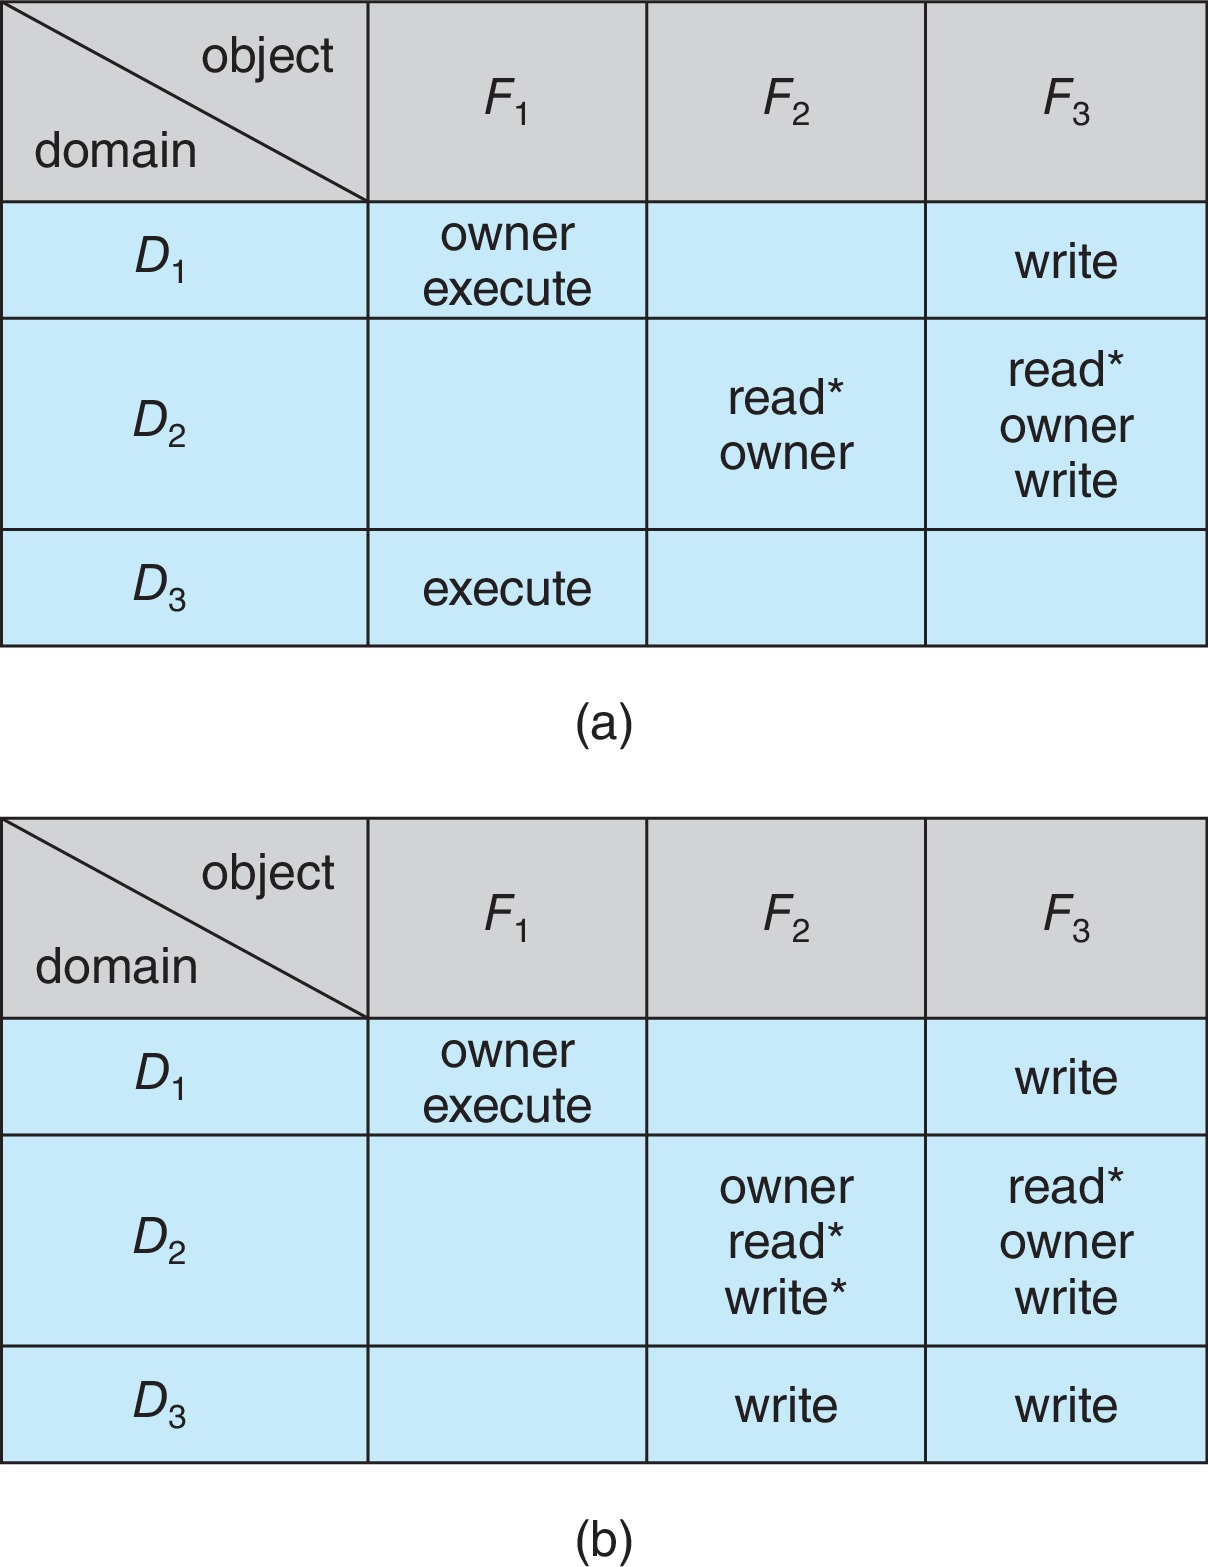 object
domain
F1 F2 F3
D1
owner
execute
write
D2
read*
owner
read*
owner
write
D3
execute
(a)
object
domain
F1 F2 F3
D1
owner
execute
write
D2
owner
read*
write*
read*
owner
write
D3
write
write
(b)